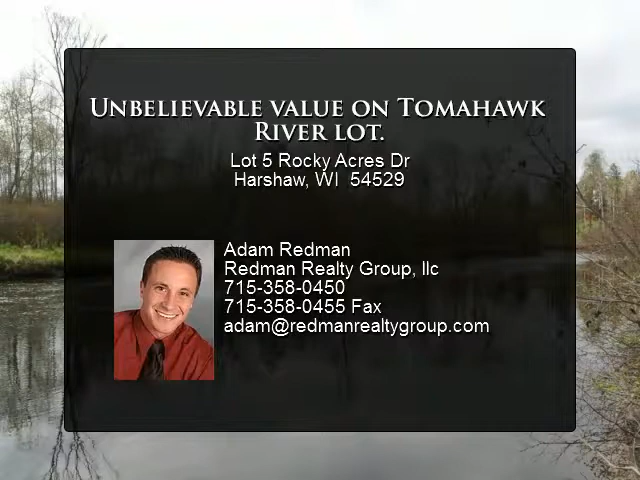 Unbelievable value on Tomahawk
River lot.
Lot 5 Rocky Acres Dr
Harshaw, WI  54529
Adam Redman
Redman Realty Group, llc
715-358-0450
715-358-0455 Fax
adam@redmanrealtygroup.com